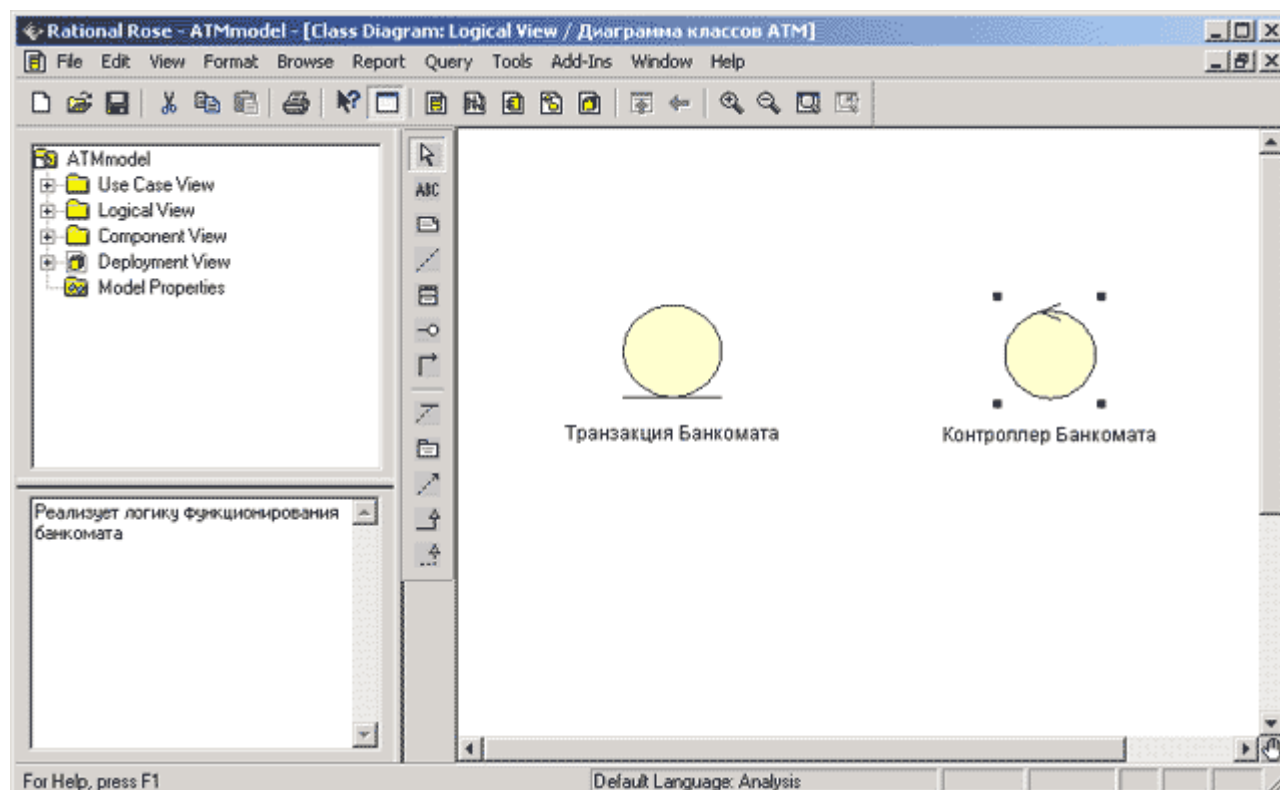 Rational Rose - ATMmodel - [Class Diagram: Logical View / Диаграмма классов ATM]
File Edit View Format Browse Report Query Tools Add-Ins Window Help
ATMmodel
Use Case View
Logical View
Component View
Deployment View
Model Properties
ABC
Транзакция Банкомата
Контроллер Банкомата
Реализует логику функционирования
банкомата
For Help, press F1
Default Language: Analysis